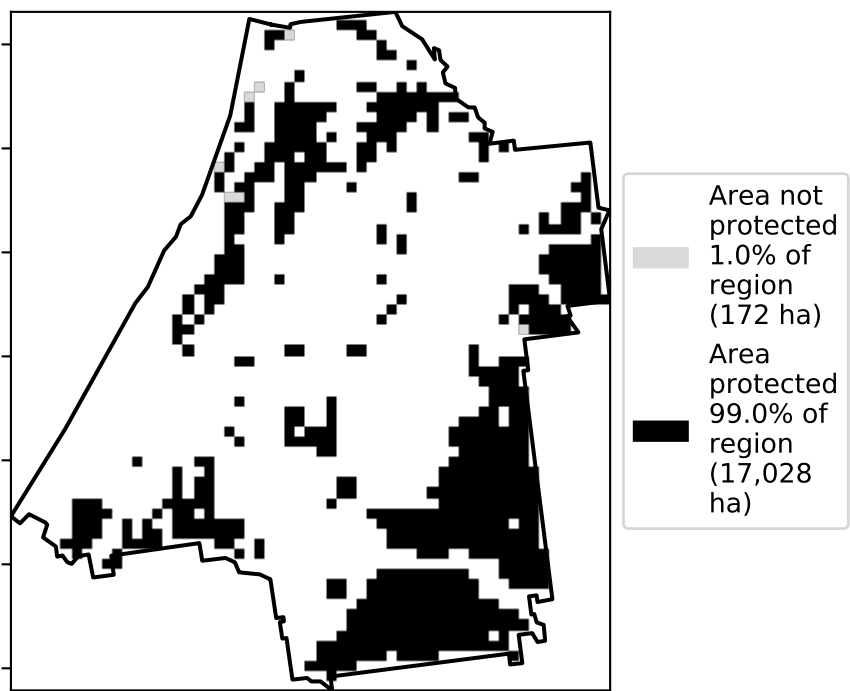 Area not
protected
1.0% of
region
(172 ha)
Area
protected
99.0% of
region
(17,028
ha)